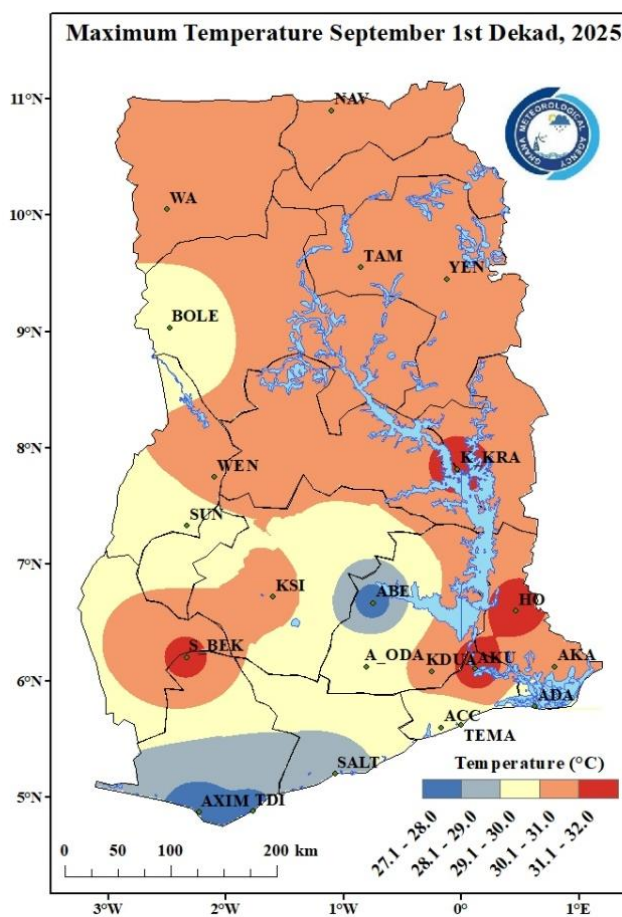 Maximum Temperature September 1st Dekad, 2025
11°N
NAV
GHANA METEOROLOGICAL AGENCY
10°N
WA
TAM
YEN
BOLE
9°N
8°N
K_KRA
WEN
SUN
7°N
KSI
ABE
HO
S_BEK
A_ODA
KDUA
AKU
AKA
6°N
ADA
ACC
TEMA
SALT
Temperature (°C)
5°N
AXIM
TDI
27.1 - 28.0
28.1 - 29.0
29.1 - 30.0
30.1 - 31.0
31.1 - 32.0
0 50 100 200 km
3°W 2°W 1°W 0° 1°E